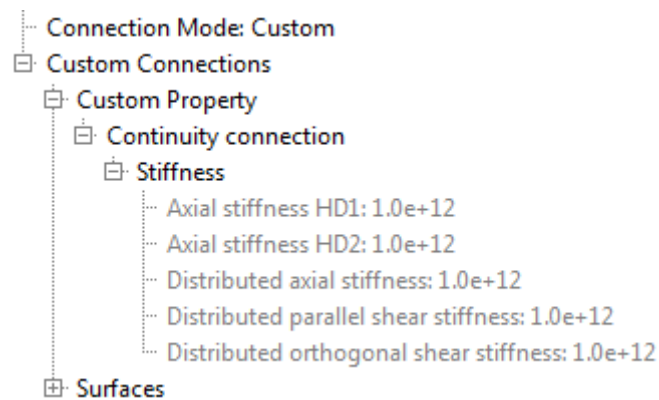 Connection Mode: Custom
Custom Connections
Custom Property
Continuity connection
Stiffness
Axial stiffness HD1: 1.0e+12
Axial stiffness HD2: 1.0e+12
Distributed axial stiffness: 1.0e+12
Distributed parallel shear stiffness: 1.0e+12
Distributed orthogonal shear stiffness: 1.0e+12
Surfaces